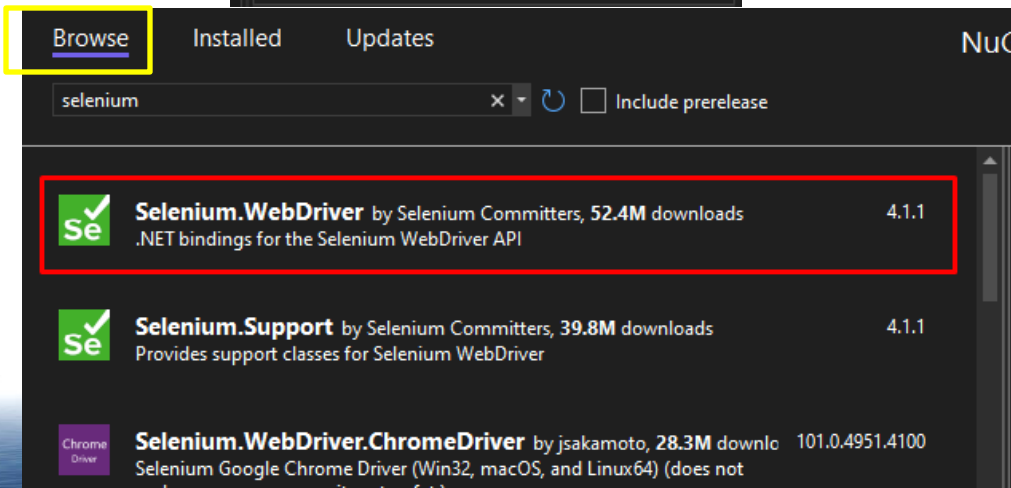 Browse Installed Updates NuG
selenium Include prerelease
Se Selenium.WebDriver by Selenium Committers, 52.4M downloads 4.1.1
.NET bindings for the Selenium WebDriver API
Se Selenium.Support by Selenium Committers, 39.8M downloads 4.1.1
Provides support classes for Selenium WebDriver
Chrome
Driver
Selenium.WebDriver.ChromeDriver by jsakamoto, 28.3M downlo 101.0.4951.4100
Selenium Google Chrome Driver (Win32, macOS, and Linux64) (does not